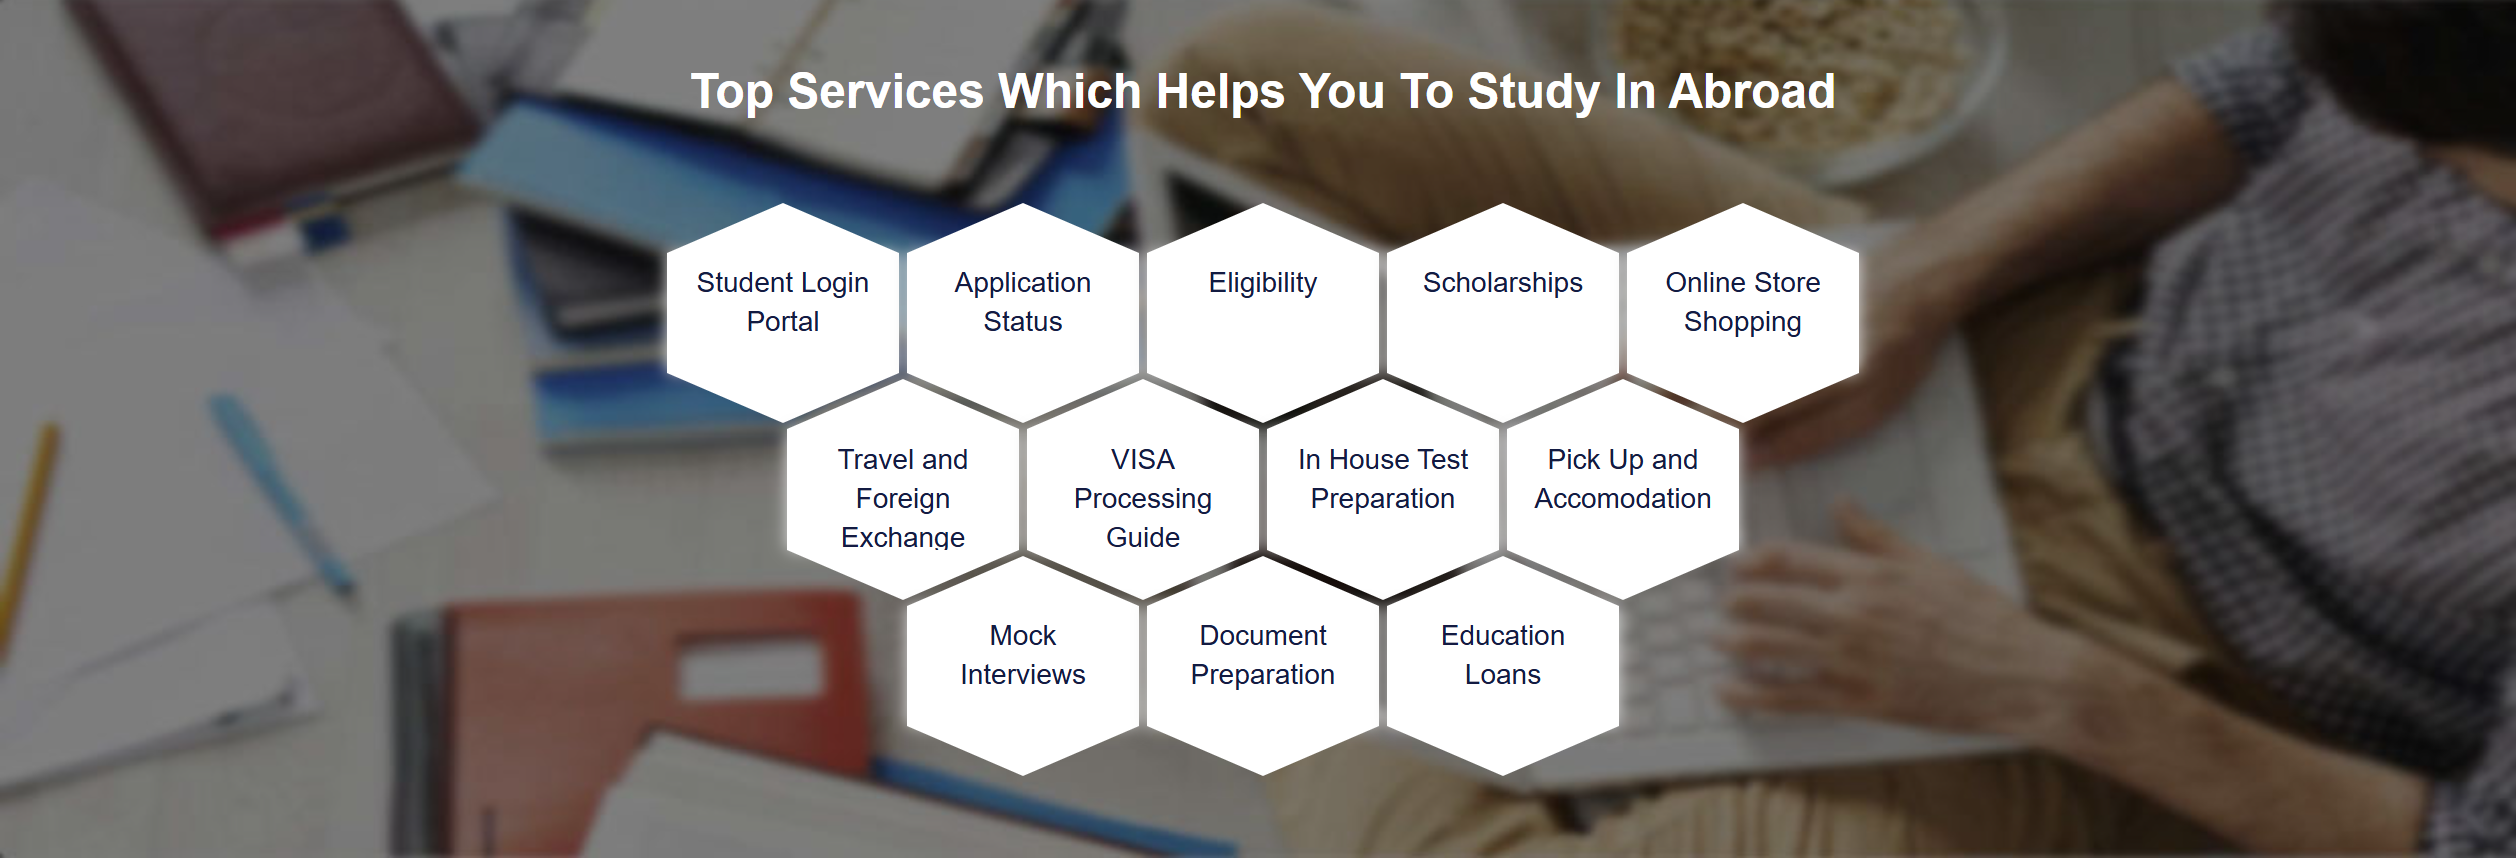 Top Services Which Helps You To Study In Abroad
Student Login
Portal
Application
Status
Eligibility
Scholarships
Online Store
Shopping
Travel and
Foreign
Exchange
VISA
Processing
Guide
In House Test
Preparation
Pick Up and
Accomodation
Mock
Interviews
Document
Preparation
Education
Loans